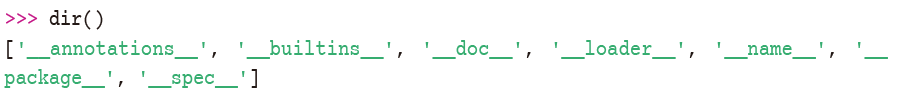 >>> dir()
['__annotations__', '__builtins__', '__doc__', '__loader__', '__name__', '__
package__', '__spec__']